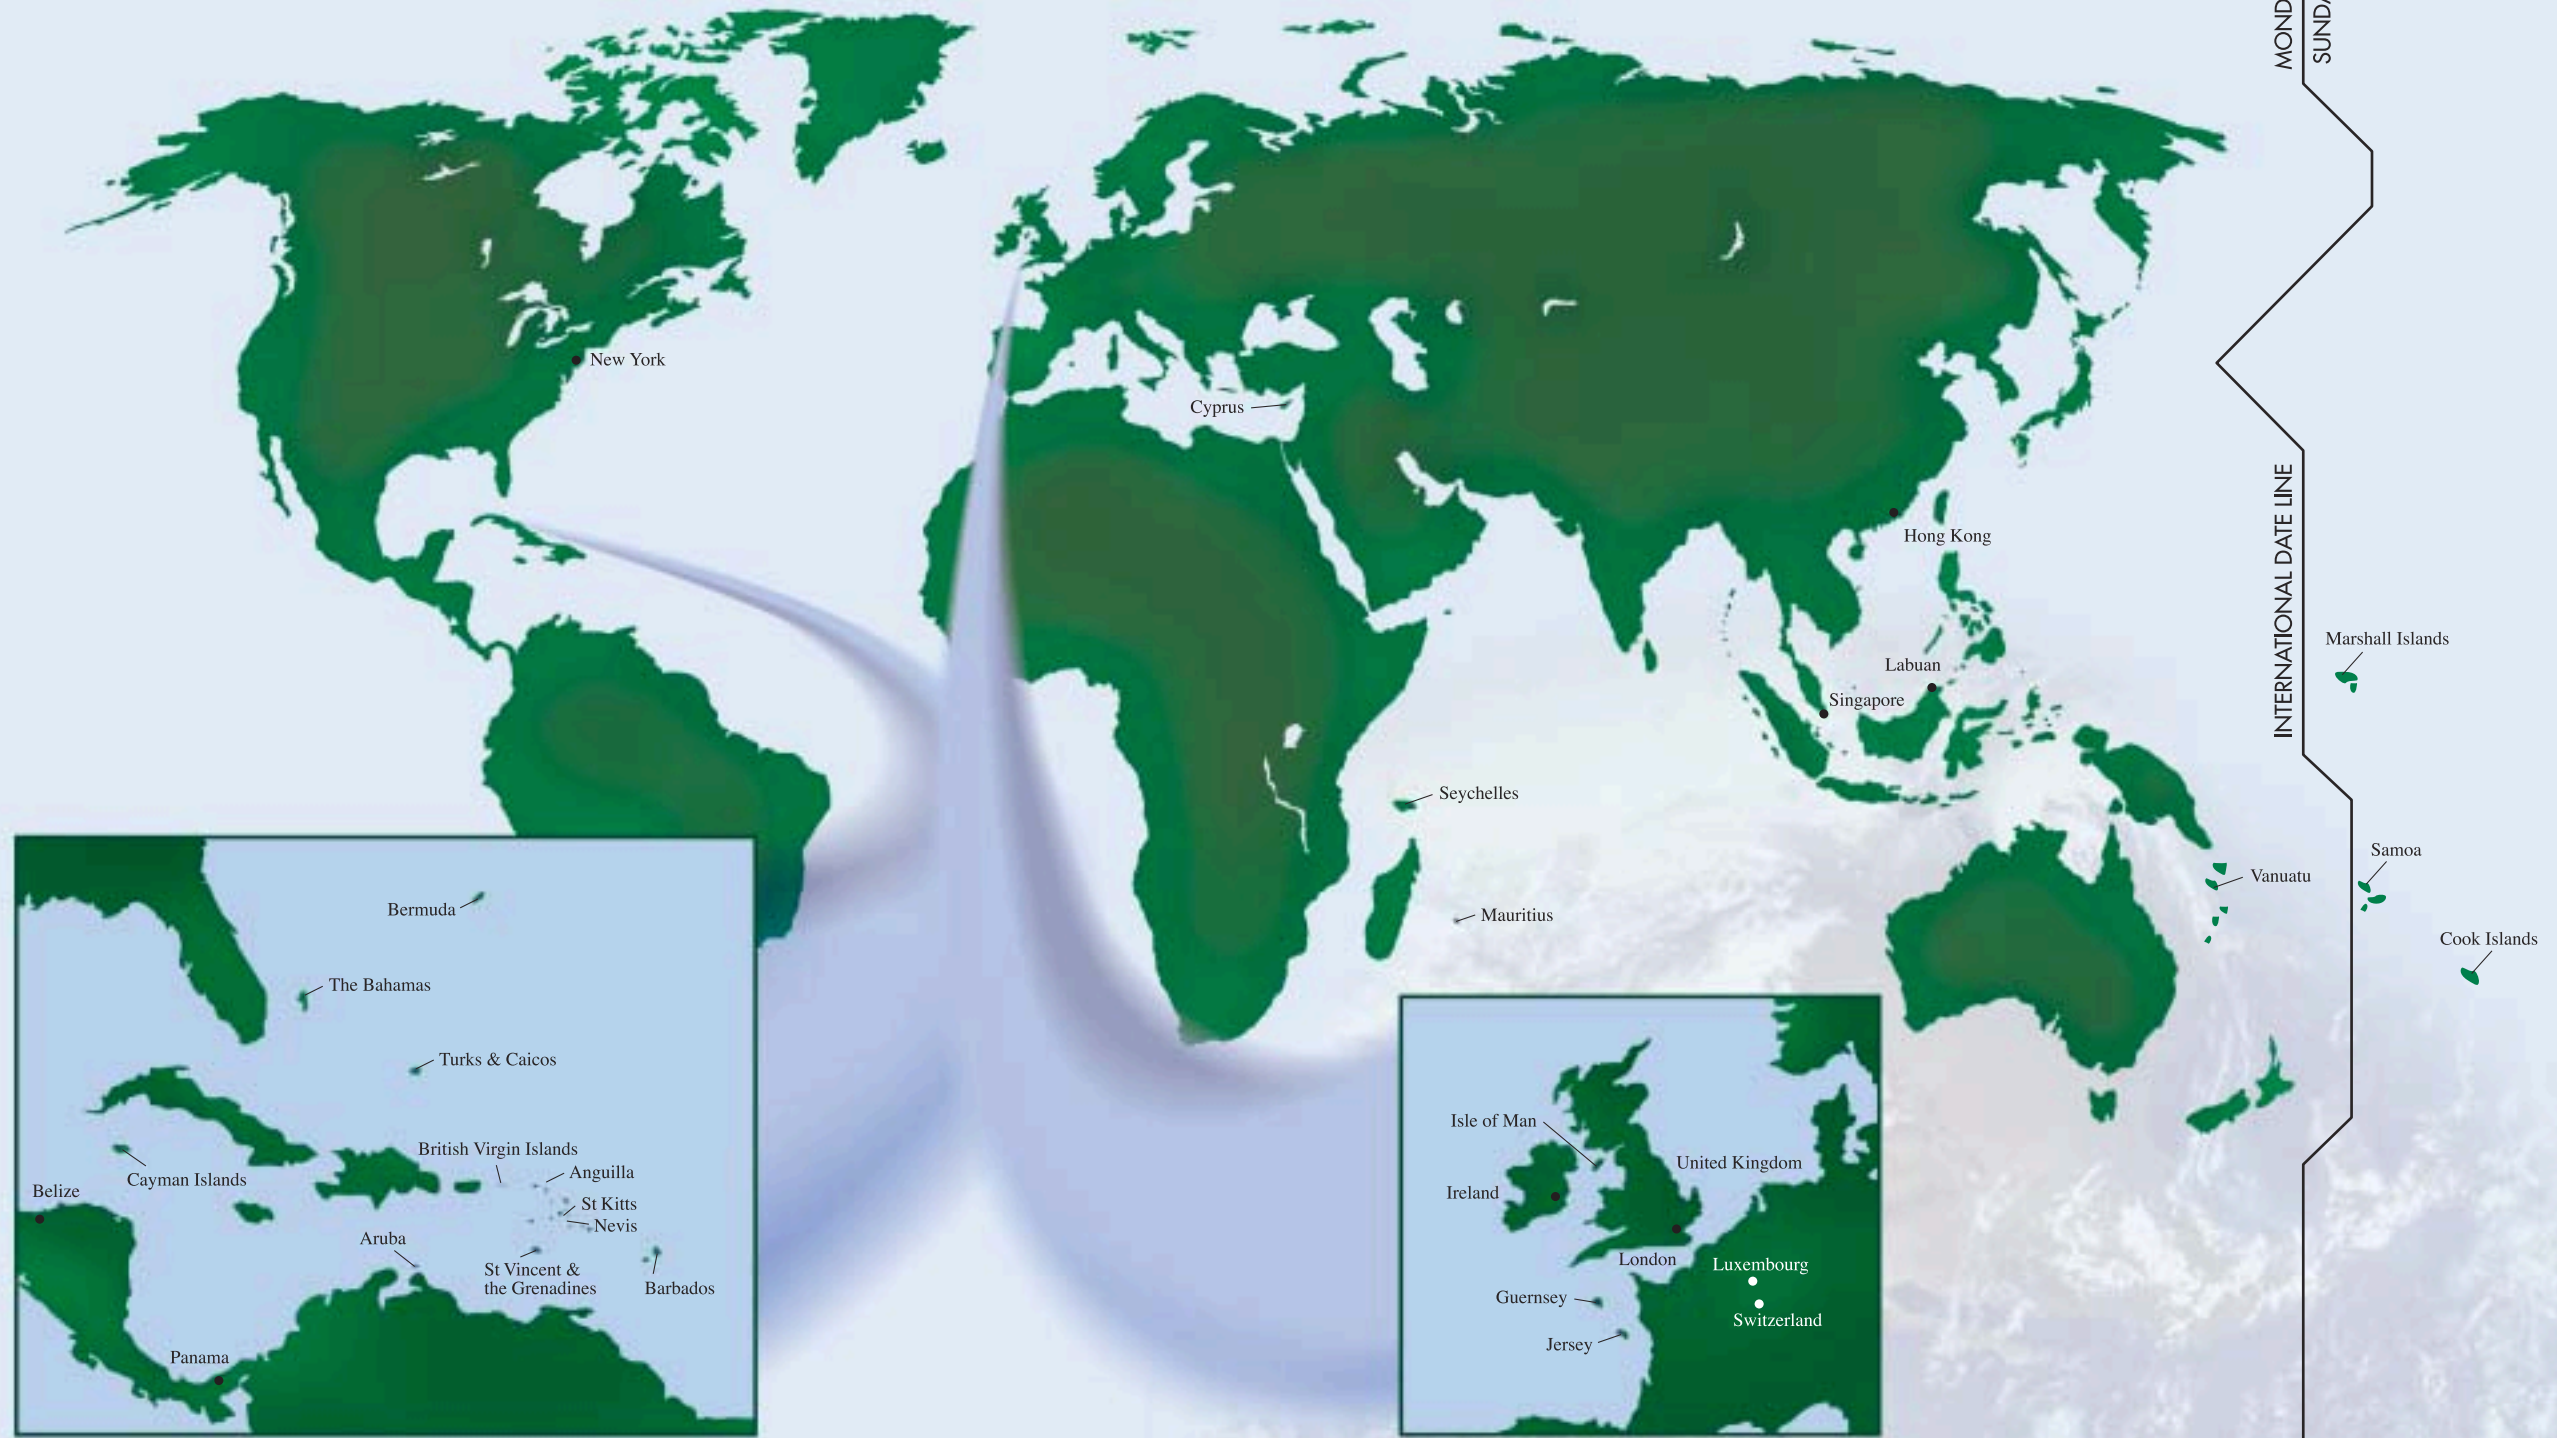 MOND
SUNDA
New York
Cyprus
Hong Kong
INTERNATIONAL DATE LINE
Marshall Islands
Labuan
Singapore
Seychelles
Samoa
Vanuatu
Mauritius
Cook Islands
Bermuda
The Bahamas
Turks & Caicos
British Virgin Islands
Anguilla
Cayman Islands
Belize
St Kitts
Nevis
Aruba
St Vincent &
the Grenadines
Barbados
Panama
Isle of Man
United Kingdom
Ireland
London
Luxembourg
Guernsey
Switzerland
Jersey